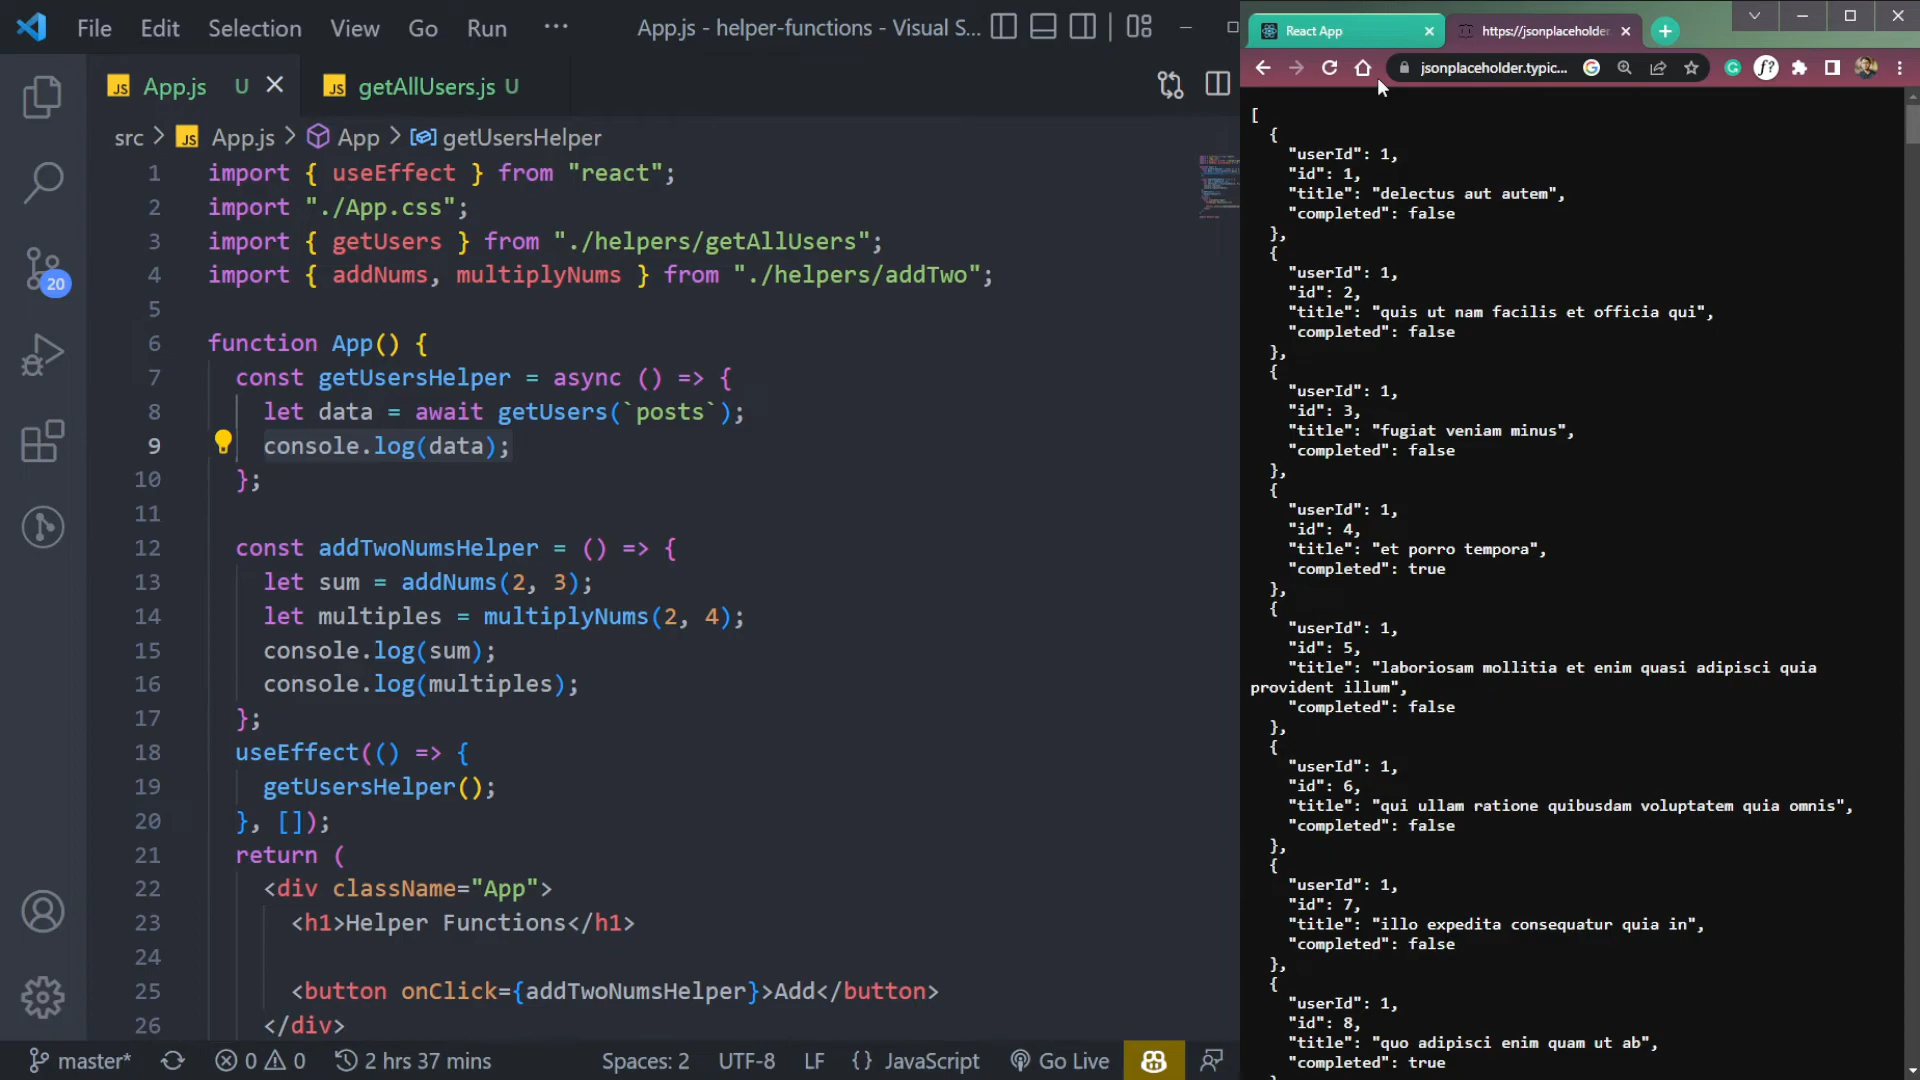 File Edit Selection View Go Run ··· App.js - helper-functions - Visual S...
JS App.js U JS getAllUsers.js U
src > JS App.js > App > getUsersHelper
1 import { useEffect } from "react";
2 import "./App.css";
3 import { getUsers } from "./helpers/getAllUsers";
4 import { addNums, multiplyNums } from "./helpers/addTwo";
5
6 function App() {
7 const getUsersHelper = async () => {
8 let data = await getUsers(`posts`);
9 console.log(data);
10 };
11
12 const addTwoNumsHelper = () => {
13 let sum = addNums(2, 3);
14 let multiples = multiplyNums(2, 4);
15 console.log(sum);
16 console.log(multiples);
17 };
18 useEffect(() => {
19 getUsersHelper();
20 }, []);
21 return (
22 <div className="App">
23 <h1>Helper Functions</h1>
24
25 <button onClick={addTwoNumsHelper}>Add</button>
26 </div>
20
master* 0 0 2 hrs 37 mins Spaces: 2 UTF-8 LF {} JavaScript Go Live
React App https://jsonplaceholder
jsonplaceholder.typic... G f?
[
{
"userId": 1,
"id": 1,
"title": "delectus aut autem",
"completed": false
},
{
"userId": 1,
"id": 2,
"title": "quis ut nam facilis et officia qui",
"completed": false
},
{
"userId": 1,
"id": 3,
"title": "fugiat veniam minus",
"completed": false
},
{
"userId": 1,
"id": 4,
"title": "et porro tempora",
"completed": true
},
{
"userId": 1,
"id": 5,
"title": "laboriosam mollitia et enim quasi adipisci quia
provident illum",
"completed": false
},
{
"userId": 1,
"id": 6,
"title": "qui ullam ratione quibusdam voluptatem quia omnis",
"completed": false
},
{
"userId": 1,
"id": 7,
"title": "illo expedita consequatur quia in",
"completed": false
},
{
"userId": 1,
"id": 8,
"title": "quo adipisci enim quam ut ab",
"completed": true